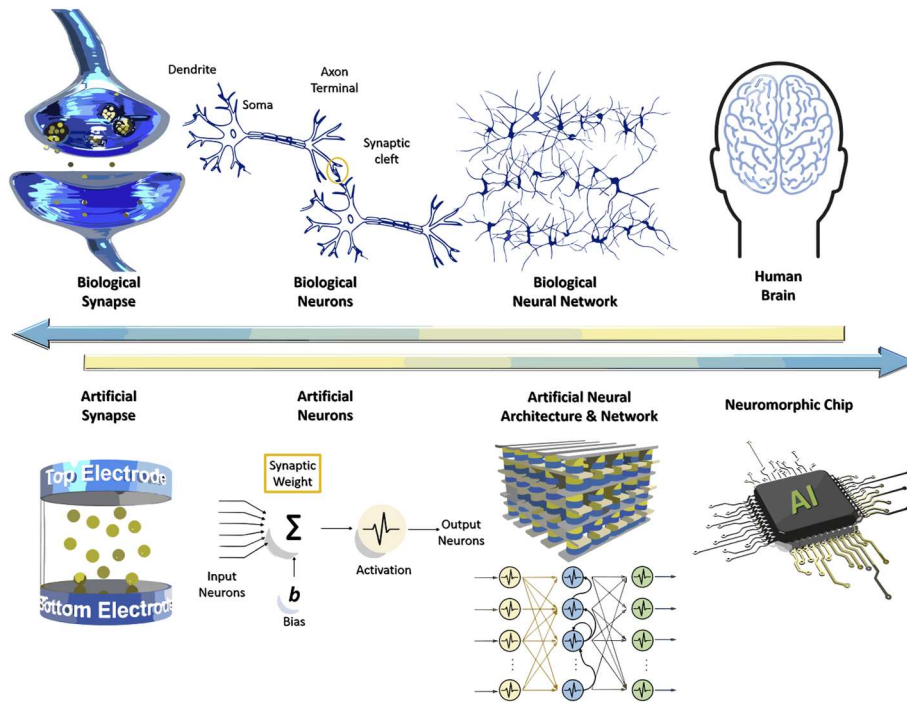 Dendrite
Soma
Axon
Terminal
Synaptic
cleft
Biological
Synapse
Biological
Neurons
Biological
Neural Network
Human
Brain
Artificial
Synapse
Artificial
Neurons
Artificial Neural
Architecture & Network
Neuromorphic Chip
Top Electrode
Bottom Electrode
Synaptic
Weight
Σ
Input
Neurons
b
Bias
Activation
Output
Neurons
AI